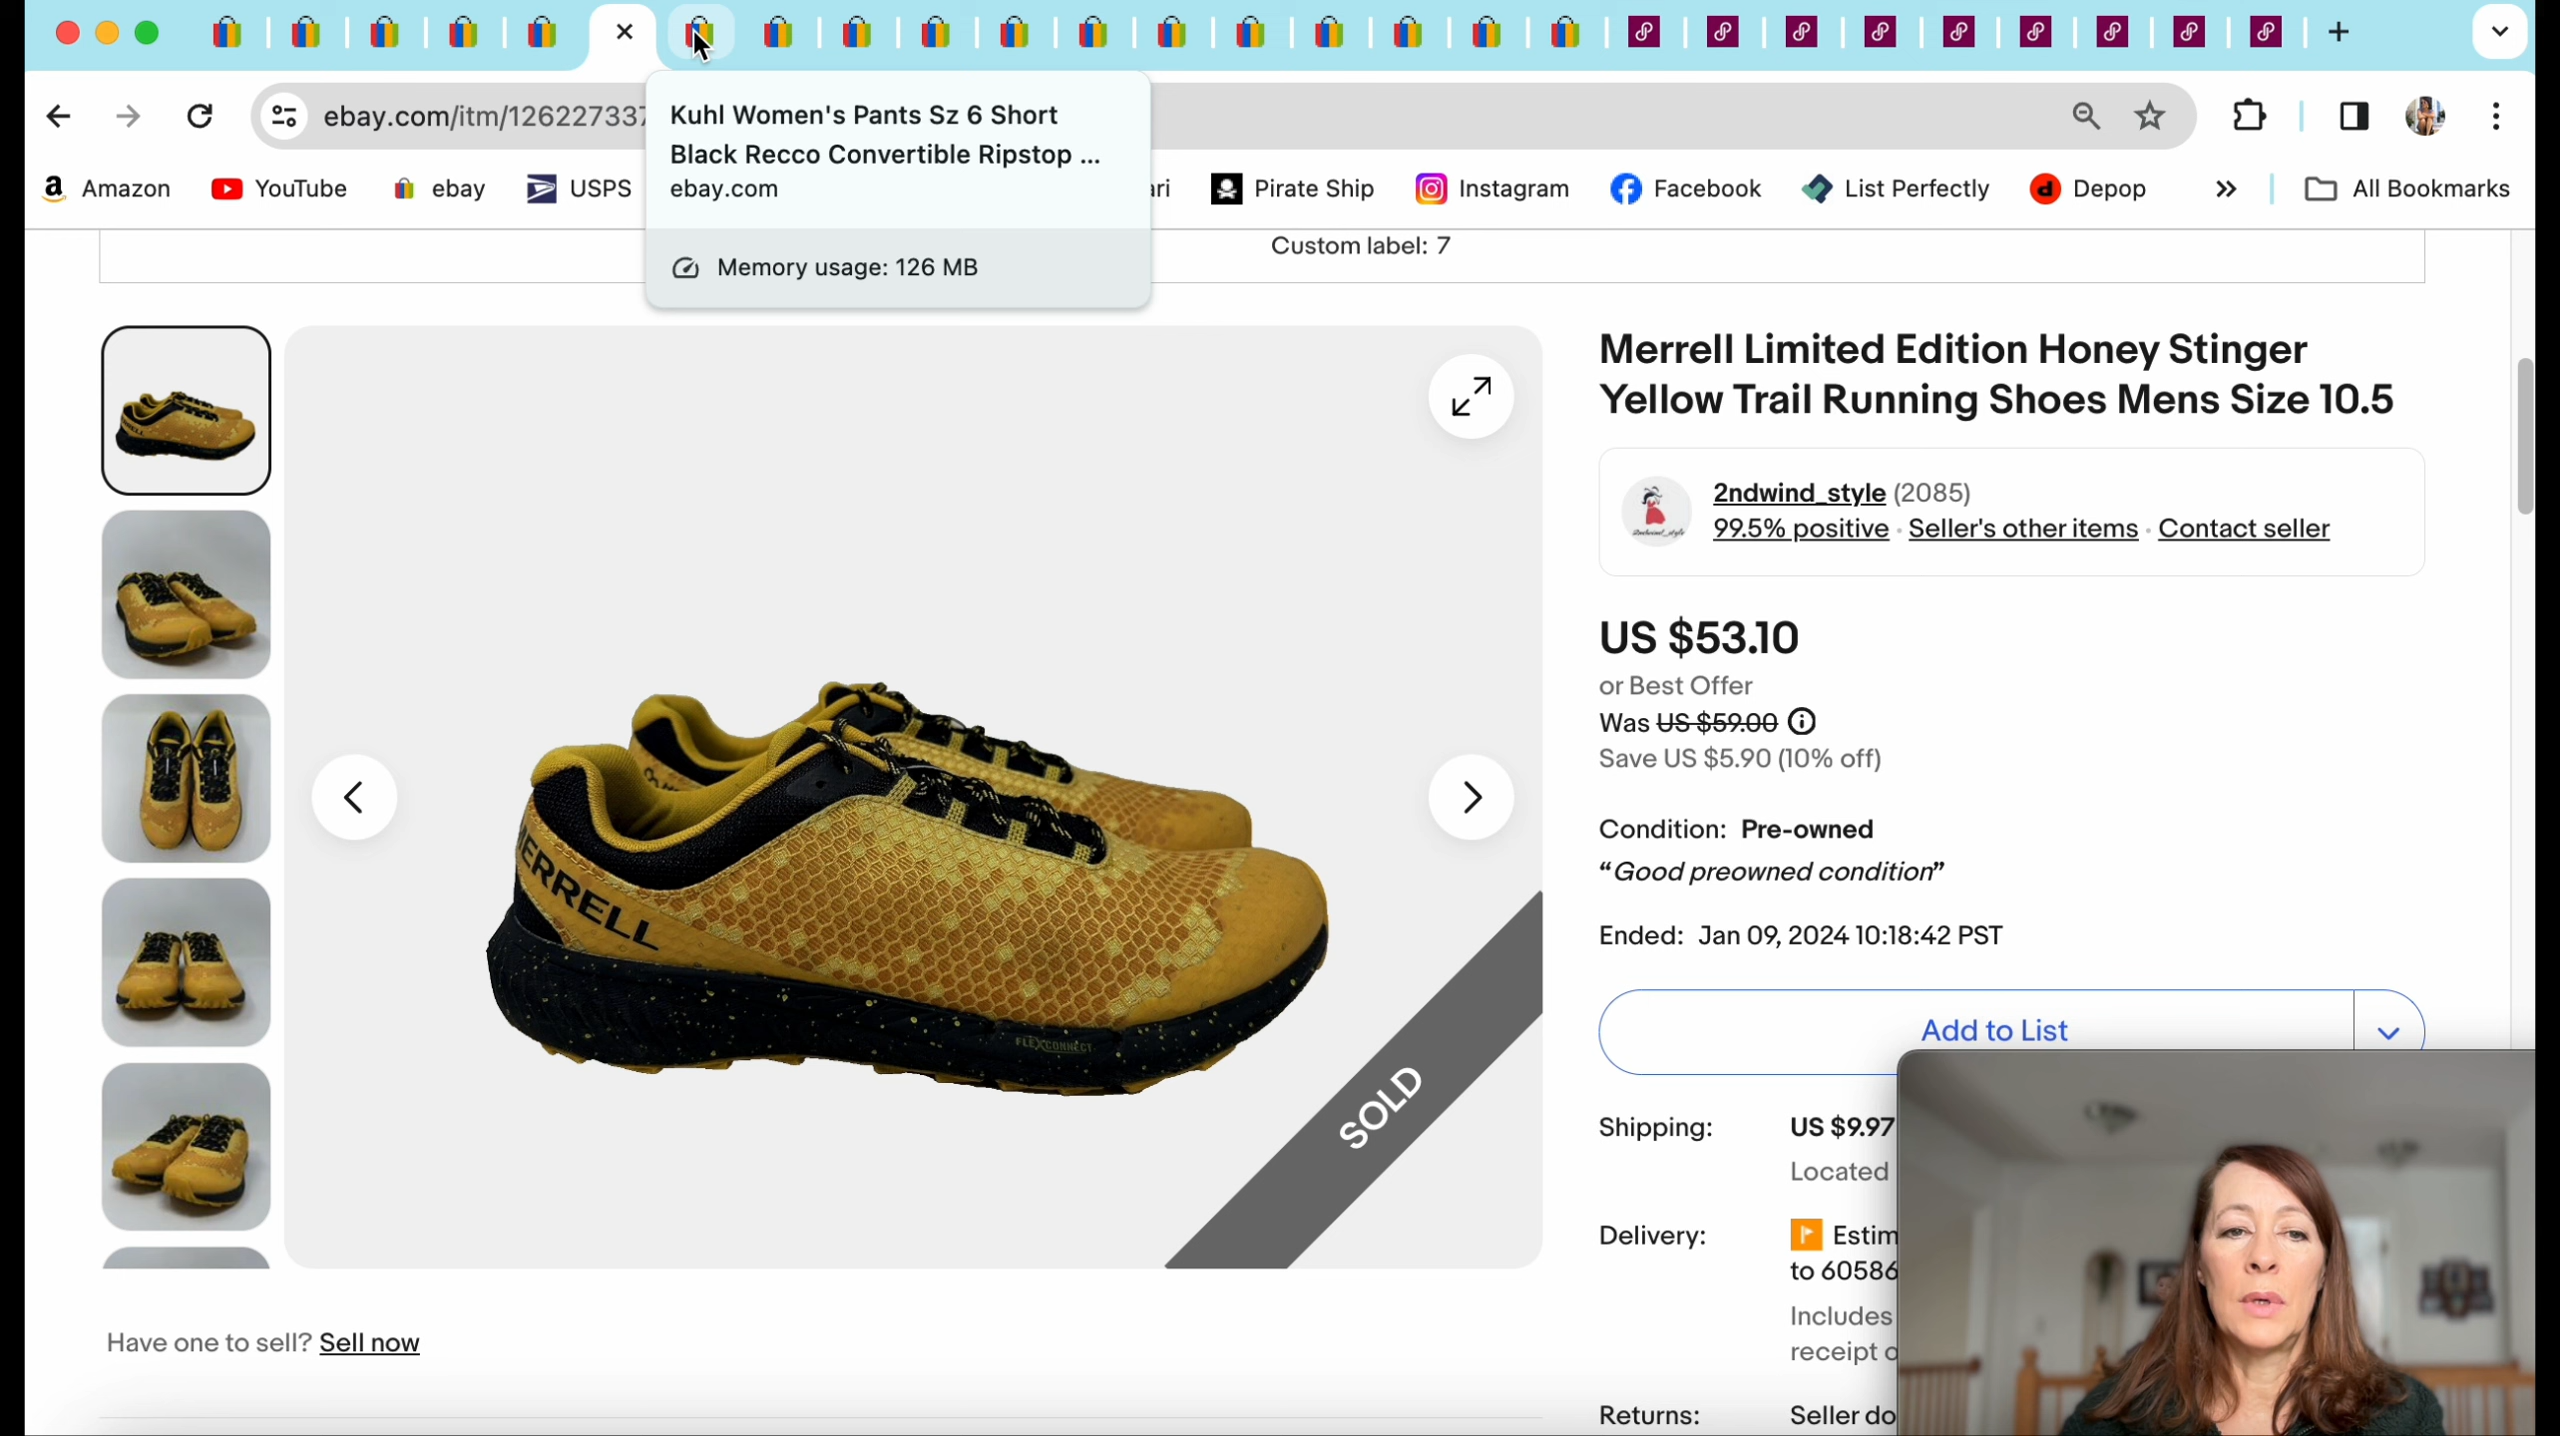 ebay.com/itm/126227337
Kuhl Women's Pants Sz 6 Short
Black Recco Convertible Ripstop ...
ebay.com
Memory usage: 126 MB
Amazon
YouTube
ebay
USPS
ari
Pirate Ship
Instagram
Facebook
List Perfectly
Depop
All Bookmarks
Custom label: 7
Merrell Limited Edition Honey Stinger
Yellow Trail Running Shoes Mens Size 10.5
2ndwind_style (2085)
99.5% positive · Seller's other items · Contact seller
US $53.10
or Best Offer
Was US $59.00
Save US $5.90 (10% off)
Condition: Pre-owned
“Good preowned condition”
Ended: Jan 09, 2024 10:18:42 PST
Add to List
Shipping: US $9.97
Located
Delivery: Estim
to 60586
Includes
receipt o
Returns: Seller do
MERRELL
FLEXCONNECT
SOLD
Have one to sell? Sell now